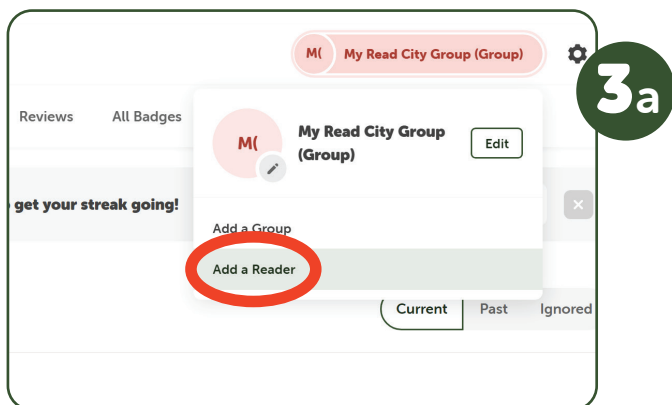 M( My Read City Group (Group)
3a
Reviews All Badges
M( My Read City Group
(Group)
Edit
get your streak going!
Add a Group
Add a Reader
Current Past Ignored